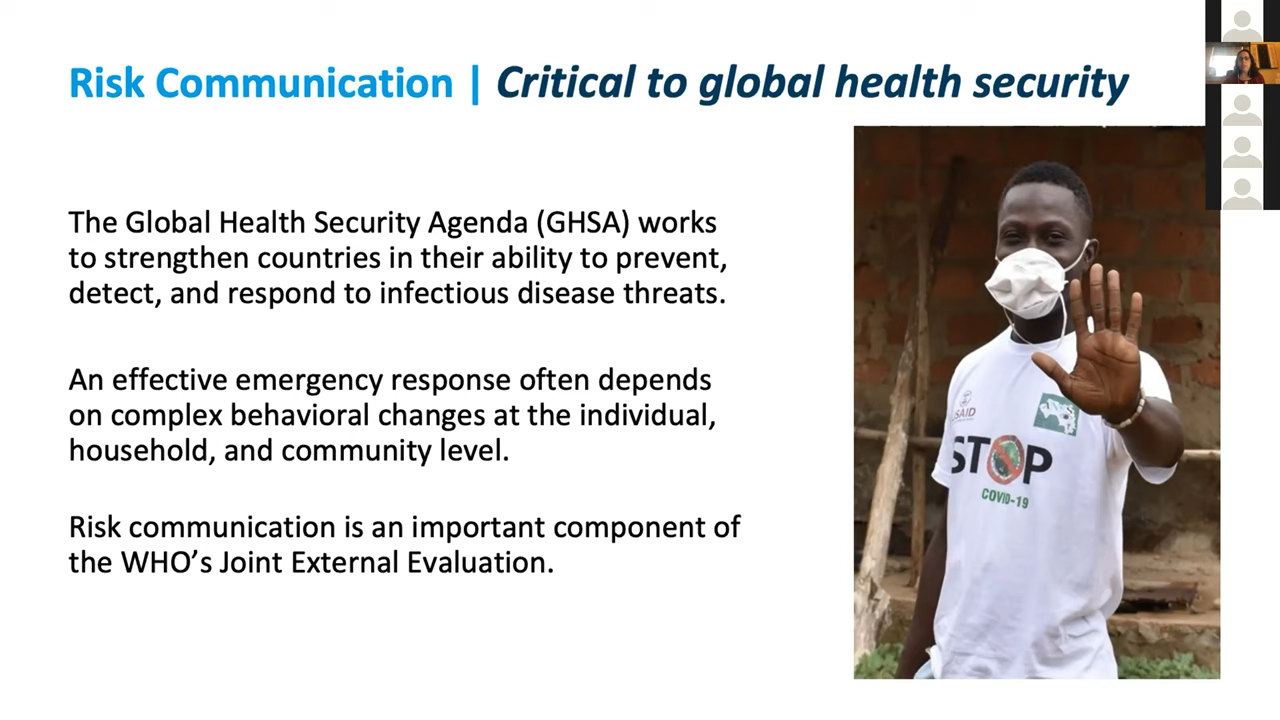 Risk Communication | Critical to global health security
The Global Health Security Agenda (GHSA) works
to strengthen countries in their ability to prevent,
detect, and respond to infectious disease threats.
An effective emergency response often depends
on complex behavioral changes at the individual,
household, and community level.
Risk communication is an important component of
the WHO’s Joint External Evaluation.
STOP
COVID-19